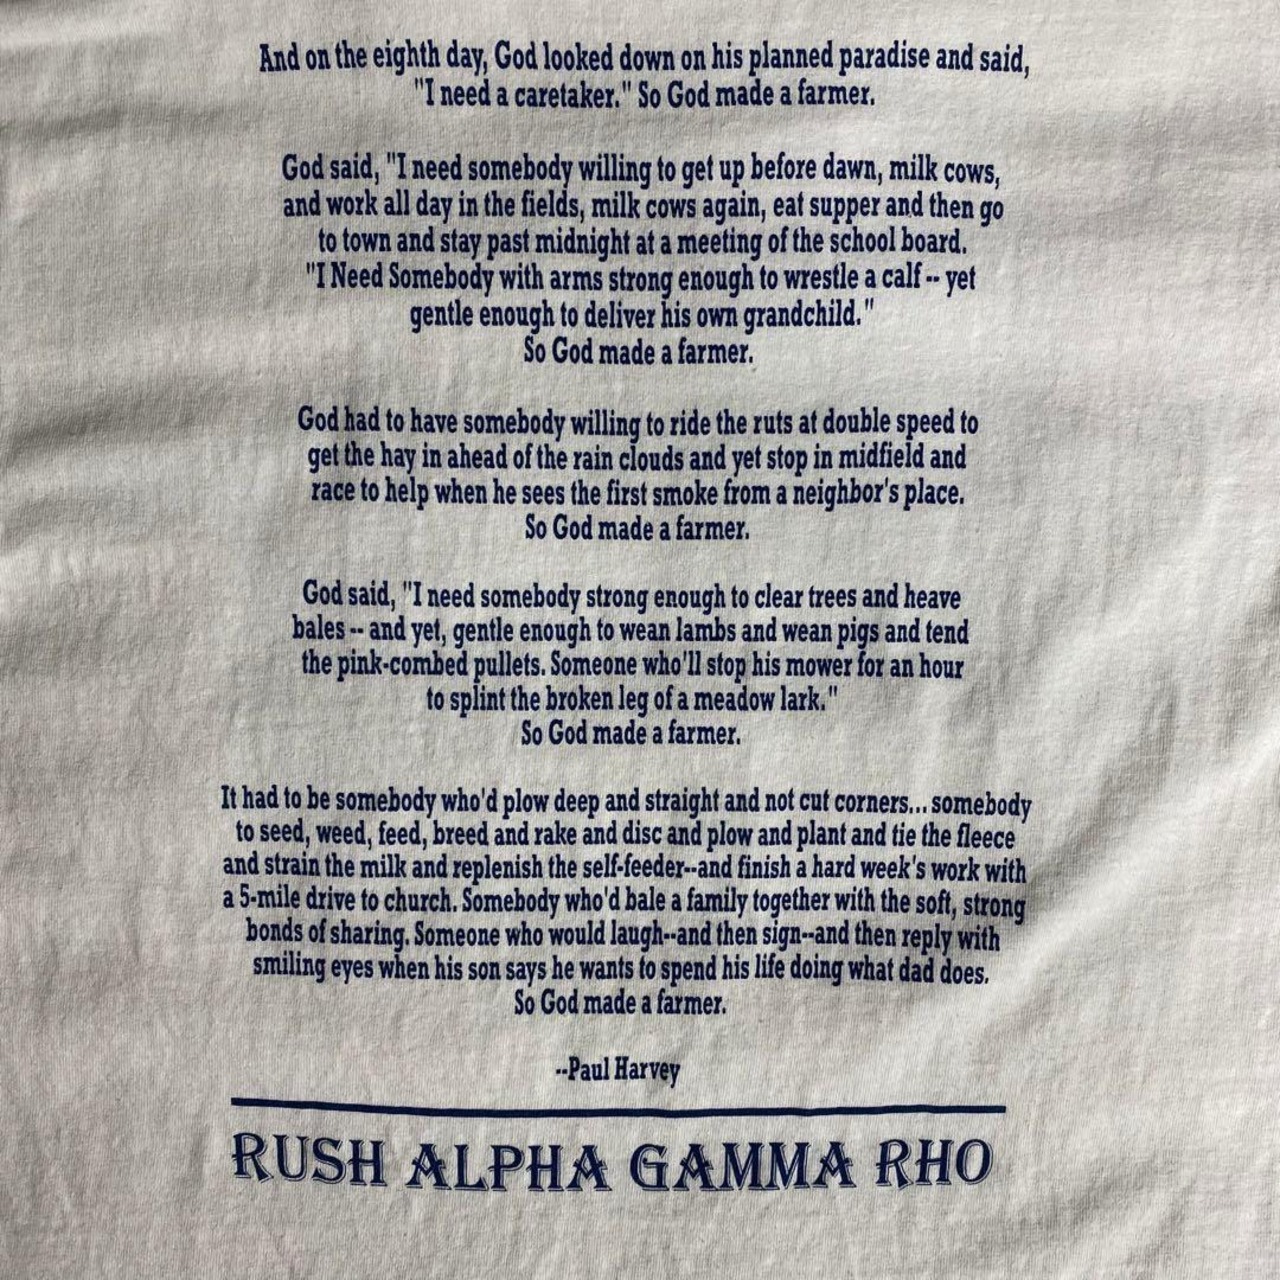 And on the eighth day, God looked down on his planned paradise and said,
"I need a caretaker." So God made a farmer.
God said, "I need somebody willing to get up before dawn, milk cows,
and work all day in the fields, milk cows again, eat supper and then go
to town and stay past midnight at a meeting of the school board.
"I Need Somebody with arms strong enough to wrestle a calf -- yet
gentle enough to deliver his own grandchild."
So God made a farmer.
God had to have somebody willing to ride the ruts at double speed to
get the hay in ahead of the rain clouds and yet stop in midfield and
race to help when he sees the first smoke from a neighbor's place.
So God made a farmer.
God said, "I need somebody strong enough to clear trees and heave
bales -- and yet, gentle enough to wean lambs and wean pigs and tend
the pink-combed pullets. Someone who'll stop his mower for an hour
to splint the broken leg of a meadow lark."
So God made a farmer.
It had to be somebody who'd plow deep and straight and not cut corners... somebody
to seed, weed, feed, breed and rake and disc and plow and plant and tie the fleece
and strain the milk and replenish the self-feeder--and finish a hard week's work with
a 5-mile drive to church. Somebody who'd bale a family together with the soft, strong
bonds of sharing. Someone who would laugh--and then sign--and then reply with
smiling eyes when his son says he wants to spend his life doing what dad does.
So God made a farmer.
--Paul Harvey
RUSH ALPHA GAMMA RHO